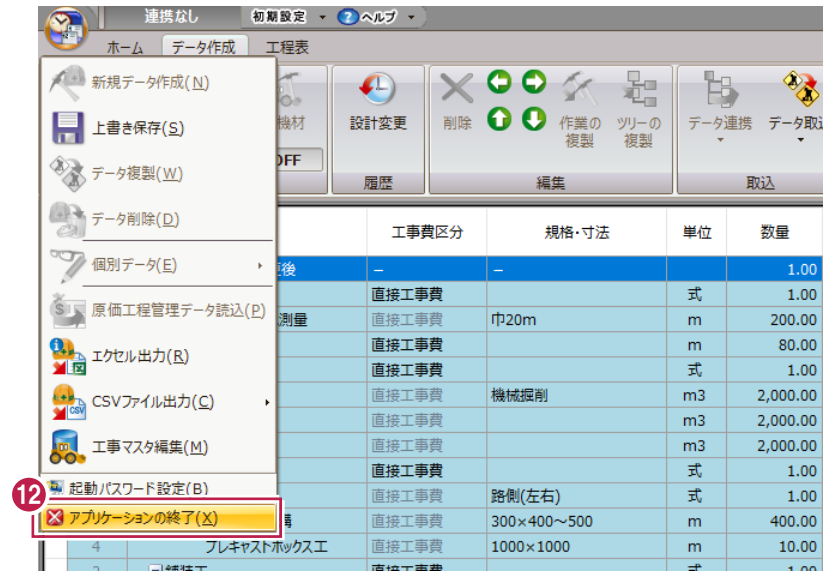 連携なし 初期設定 ヘルプ
ホーム データ作成 工程表
新規データ作成(N)
上書き保存(S)
データ複製(W)
データ削除(D)
個別データ(E)
原価工程管理データ読込(P)
エクセル出力(R)
CSVファイル出力(C)
工事マスタ編集(M)
起動パスワード設定(B)
12
アプリケーションの終了(X)
機材 設計変更 削除 作業の複製 ツリーの複製 データ連携 データ取
OFF
履歴 編集 取込
工事費区分 規格・寸法 単位 数量
後 – – 1.00
直接工事費 式 1.00
測量 直接工事費 巾20m m 200.00
直接工事費 m 80.00
直接工事費 式 1.00
直接工事費 機械掘削 m3 2,000.00
直接工事費 m3 2,000.00
直接工事費 m3 2,000.00
直接工事費 式 1.00
直接工事費 路側(左右) 式 1.00
直接工事費 300×400～500 m 400.00
4 プレキャストボックス工 直接工事費 1000×1000 m 10.00
3 舗装工 直接工事費 式 1.00